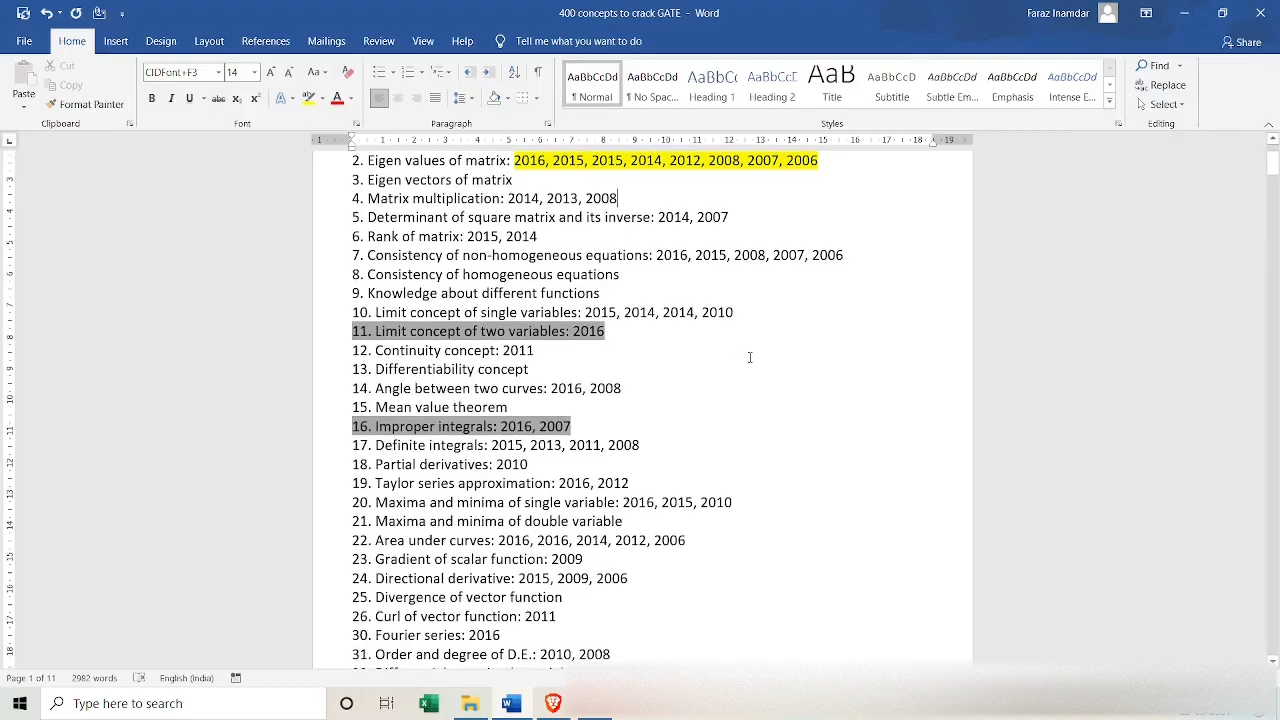 400 concepts to crack GATE - Word
Faraz Inamdar
File Home Insert Design Layout References Mailings Review View Help Tell me what you want to do
Share
Paste
Cut
Copy
Format Painter
Clipboard
CIDFont+F3 14
Font
Paragraph
AaBbCcDd AaBbCcDd AaBbCc AaBbCcD AaB AaBbCcD AaBbCcDd AaBbCcDd AaBbCcDd
¶ Normal ¶ No Spac... Heading 1 Heading 2 Title Subtitle Subtle Em... Emphasis Intense E...
Styles
Find
Replace
Select
Editing
2. Eigen values of matrix: 2016, 2015, 2015, 2014, 2012, 2008, 2007, 2006
3. Eigen vectors of matrix
4. Matrix multiplication: 2014, 2013, 2008
5. Determinant of square matrix and its inverse: 2014, 2007
6. Rank of matrix: 2015, 2014
7. Consistency of non-homogeneous equations: 2016, 2015, 2008, 2007, 2006
8. Consistency of homogeneous equations
9. Knowledge about different functions
10. Limit concept of single variables: 2015, 2014, 2014, 2010
11. Limit concept of two variables: 2016
12. Continuity concept: 2011
13. Differentiability concept
14. Angle between two curves: 2016, 2008
15. Mean value theorem
16. Improper integrals: 2016, 2007
17. Definite integrals: 2015, 2013, 2011, 2008
18. Partial derivatives: 2010
19. Taylor series approximation: 2016, 2012
20. Maxima and minima of single variable: 2016, 2015, 2010
21. Maxima and minima of double variable
22. Area under curves: 2016, 2016, 2014, 2012, 2006
23. Gradient of scalar function: 2009
24. Directional derivative: 2015, 2009, 2006
25. Divergence of vector function
26. Curl of vector function: 2011
30. Fourier series: 2016
31. Order and degree of D.E.: 2010, 2008
Page 1 of 11 2982 words English (India)
Type here to search